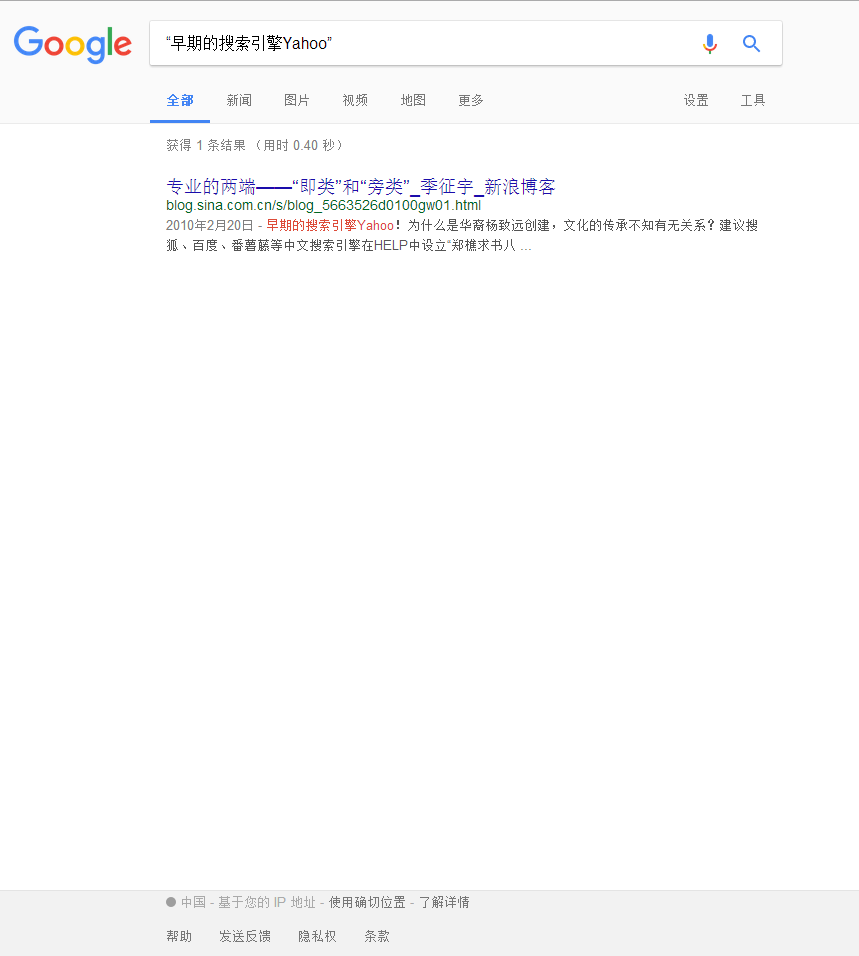 Google
“早期的搜索引擎Yahoo”
全部 新闻 图片 视频 地图 更多 设置 工具
获得 1 条结果 （用时 0.40 秒）
专业的两端——“即类”和“旁类”_季征宇_新浪博客
blog.sina.com.cn/s/blog_5663526d0100gw01.html
2010年2月20日 - 早期的搜索引擎Yahoo！为什么是华裔杨致远创建，文化的传承不知有无关系？建议搜
狐、百度、番薯藤等中文搜索引擎在HELP中设立“郑樵求书八 ...
中国 - 基于您的 IP 地址 - 使用确切位置 - 了解详情
帮助 发送反馈 隐私权 条款